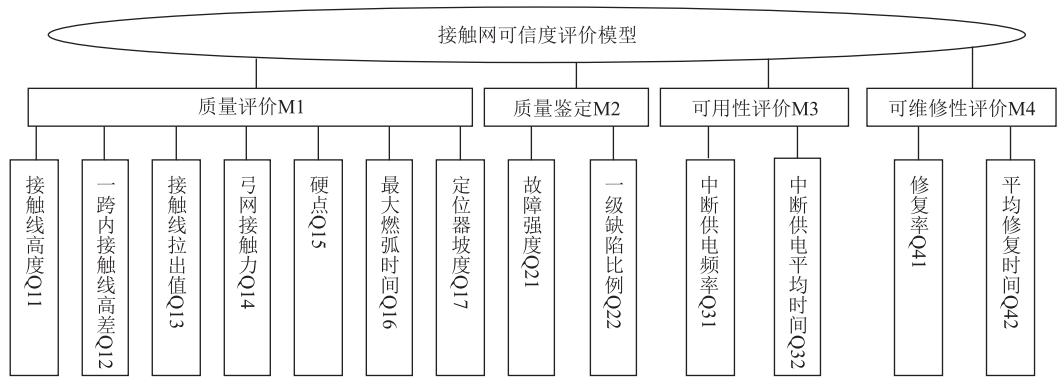 接触网可信度评价模型
质量评价M1
质量鉴定M2
可用性评价M3
可维修性评价M4
接触线高度Q11
一跨内接触线高差Q12
接触线拉出值Q13
弓网接触力Q14
硬点Q15
最大燃弧时间Q16
定位器坡度Q17
故障强度Q21
一级缺陷比例Q22
中断供电频率Q31
中断供电平均时间Q32
修复率Q41
平均修复时间Q42